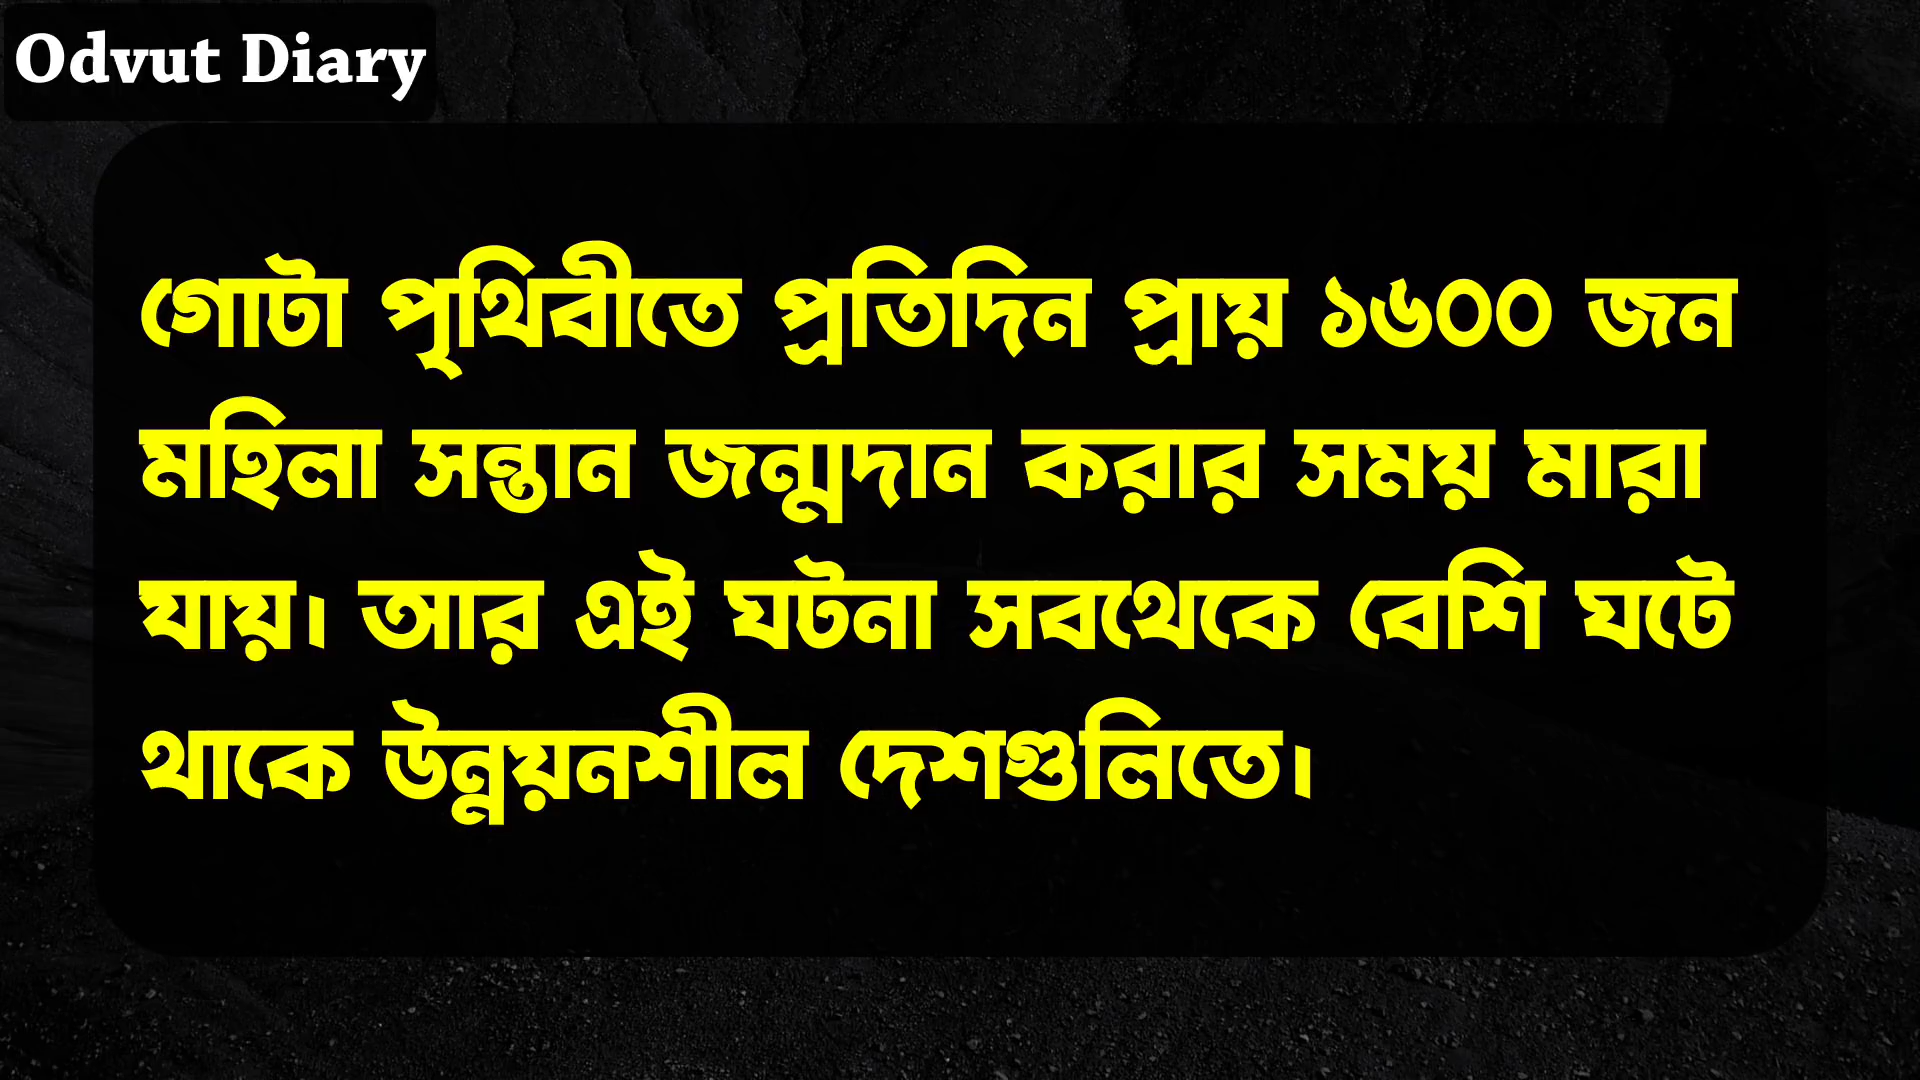 Odvut Diary
গোটা পৃথিবীতে প্রতিদিন প্রায় ১৬০০ জন
মহিলা সন্তান জন্মদান করার সময় মারা
যায়। আর এই ঘটনা সবথেকে বেশি ঘটে
থাকে উন্নয়নশীল দেশগুলিতে।